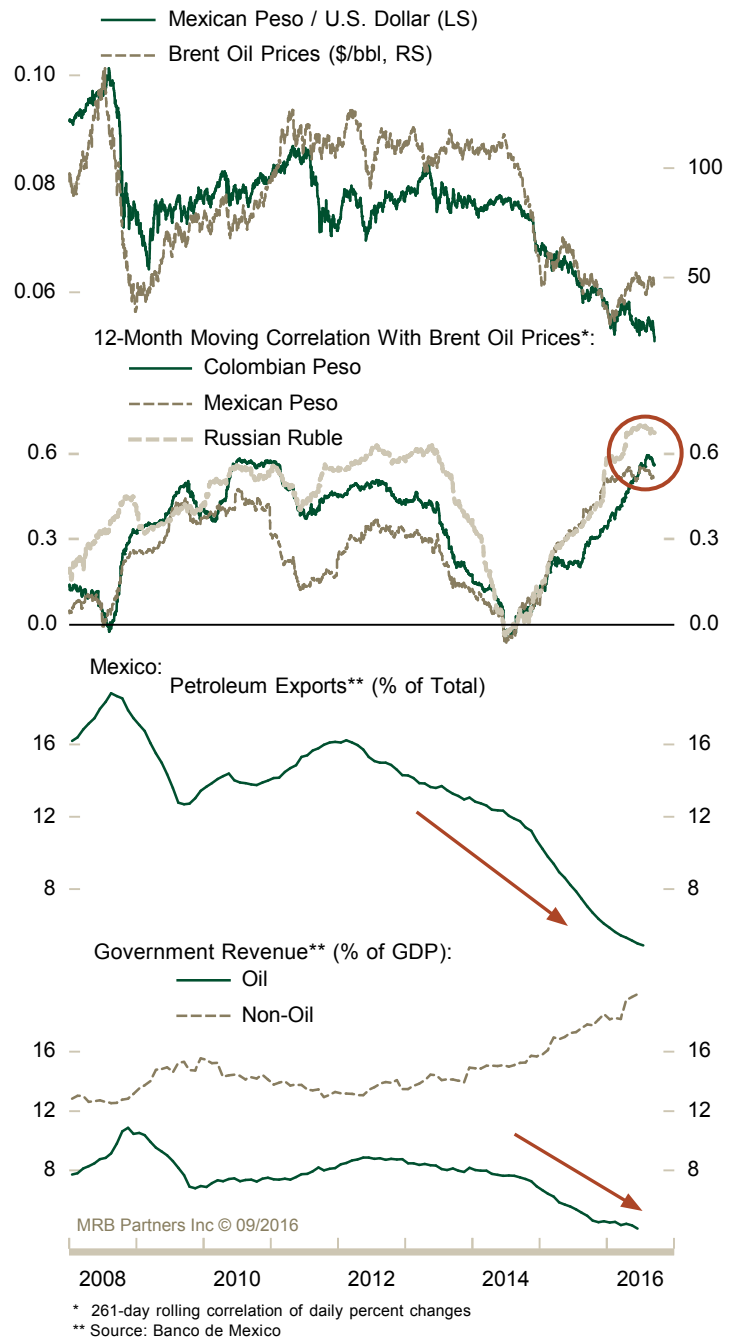 Mexican Peso / U.S. Dollar (LS)
Brent Oil Prices ($/bbl, RS)
0.10
100
0.08
50
0.06
12-Month Moving Correlation With Brent Oil Prices*:
Colombian Peso
Mexican Peso
Russian Ruble
0.6 0.6
0.3 0.3
0.0 0.0
Mexico:
Petroleum Exports** (% of Total)
16 16
12 12
8 8
Government Revenue** (% of GDP):
Oil
Non-Oil
16 16
12 12
8 8
MRB Partners Inc © 09/2016
2008 2010 2012 2014 2016
* 261-day rolling correlation of daily percent changes
** Source: Banco de Mexico